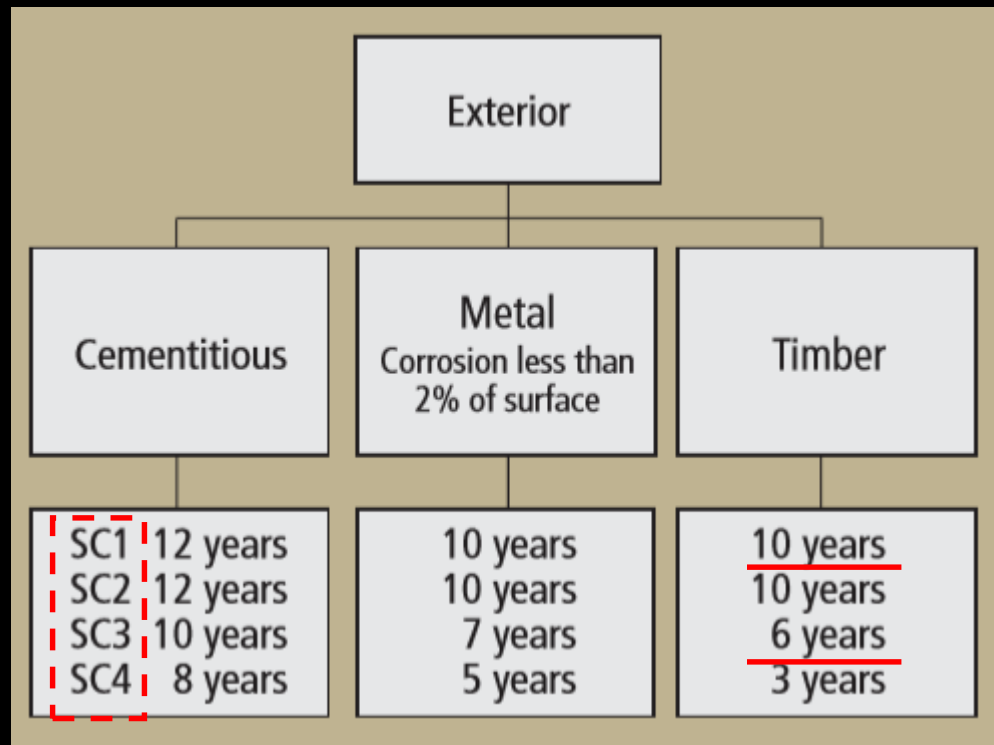 Exterior
Cementitious
Metal
Corrosion less than
2% of surface
Timber
SC1 12 years
SC2 12 years
SC3 10 years
SC4 8 years
10 years
10 years
7 years
5 years
10 years
10 years
6 years
3 years